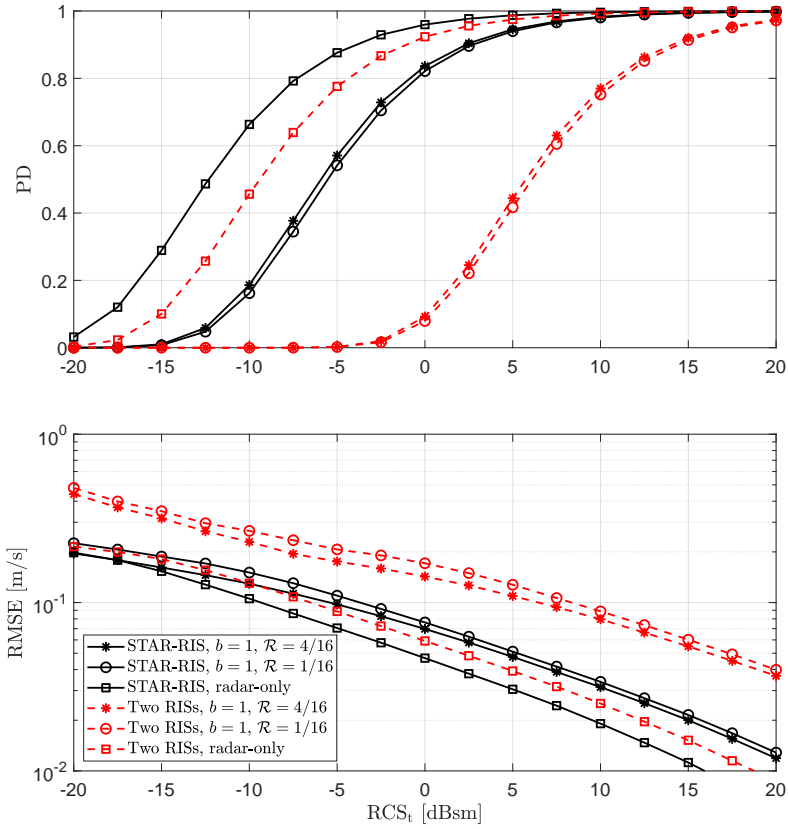 1
0.8
0.6
0.4
0.2
0
PD
-20 -15 -10 -5 0 5 10 15 20
10^0
10^-1
10^-2
RMSE [m/s]
STAR-RIS, b = 1, ℛ = 4/16
STAR-RIS, b = 1, ℛ = 1/16
STAR-RIS, radar-only
Two RISs, b = 1, ℛ = 4/16
Two RISs, b = 1, ℛ = 1/16
Two RISs, radar-only
-20 -15 -10 -5 0 5 10 15 20
RCS_t [dBsm]